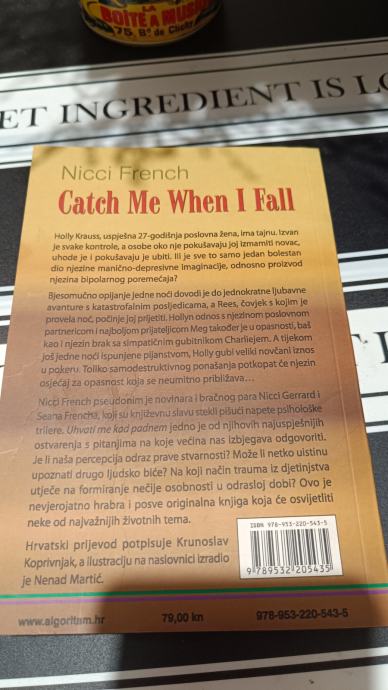 LA
BOÎTE A MUSIQUE
75, Bᵈ de Clichy
ET INGREDIENT IS LO
Nicci French
Catch Me When I Fall
Holly Krauss, uspješna 27-godišnja poslovna žena, ima tajnu. Izvan
je svake kontrole, a osobe oko nje pokušavaju joj izmamiti novac,
uhode je i pokušavaju je ubiti. Ili je sve to samo jedan bolestan
dio njezine manično-depresivne imaginacije, odnosno proizvod
njezina bipolarnog poremećaja?
Bjesomučno opijanje jedne noći dovodi je do jednokratne ljubavne
avanture s katastrofalnim posljedicama, a Rees, čovjek s kojim je
provela noć, počinje joj prijetiti. Hollyn odnos s njezinom poslovnom
partnericom i najboljom prijateljicom Meg također je u opasnosti, baš
kao i njezin brak sa simpatičnim gubitnikom Charliejem. A tijekom
još jedne noći ispunjene pijanstvom, Holly gubi veliki novčani iznos
u pokeru. Toliko samodestruktivnog ponašanja potkopat će njezin
osjećaj za opasnost koja se neumitno približava...
Nicci French pseudonim je novinara i bračnog para Nicci Gerrard i
Seana Frencha, koji su književnu slavu stekli pišući napete psihološke
trilere. Uhvati me kad padnem jedno je od njihovih najuspješnijih
ostvarenja s pitanjima na koje većina nas izbjegava odgovoriti.
Je li naša percepcija odraz prave stvarnosti? Može li netko uistinu
upoznati drugo ljudsko biće? Na koji način trauma iz djetinjstva
utječe na formiranje nečije osobnosti u odrasloj dobi? Ovo je
nevjerojatno hrabra i posve originalna knjiga koja će osvijetliti
neke od najvažnijih životnih tema.
Hrvatski prijevod potpisuje Krunoslav
Koprivnjak, a ilustraciju na naslovnici izradio
je Nenad Martić.
ISBN 978-953-220-543-5
9 789532 205435
www.algoritam.hr 79,00 kn 978-953-220-543-5